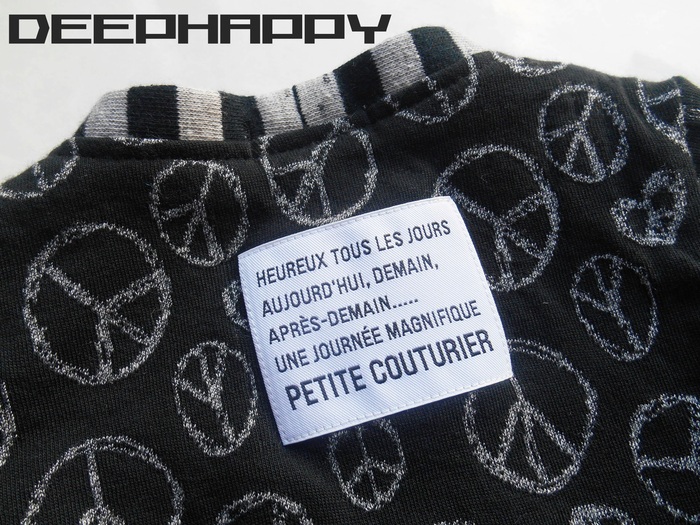 DEEPHAPPY
HEUREUX TOUS LES JOURS
AUJOURD'HUI, DEMAIN,
APRÈS-DEMAIN.....
UNE JOURNÉE MAGNIFIQUE
PETITE COUTURIER